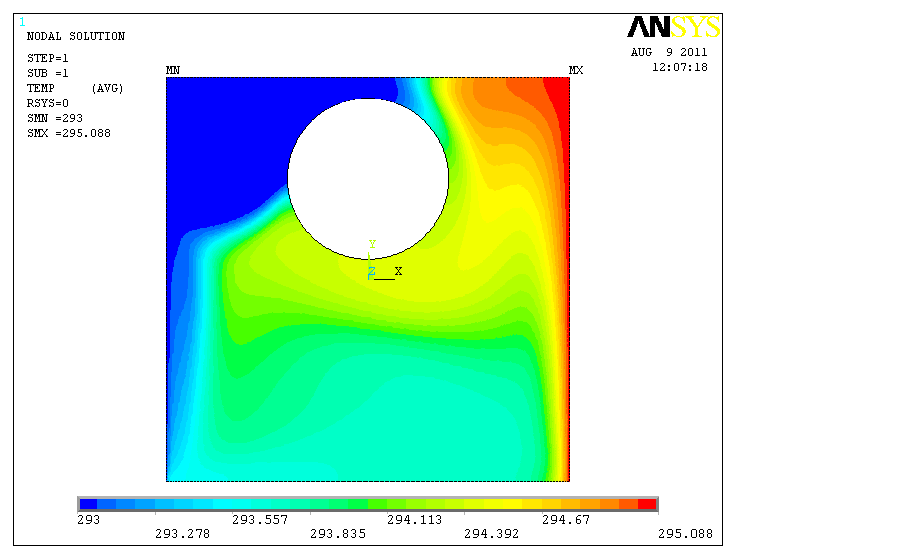 1
NODAL SOLUTION
STEP=1
SUB =1
TEMP (AVG)
RSYS=0
SMN =293
SMX =295.088
ANSYS
AUG 9 2011
12:07:18
MN
MX
Y
Z
X
293
293.278
293.557
293.835
294.113
294.392
294.67
295.088